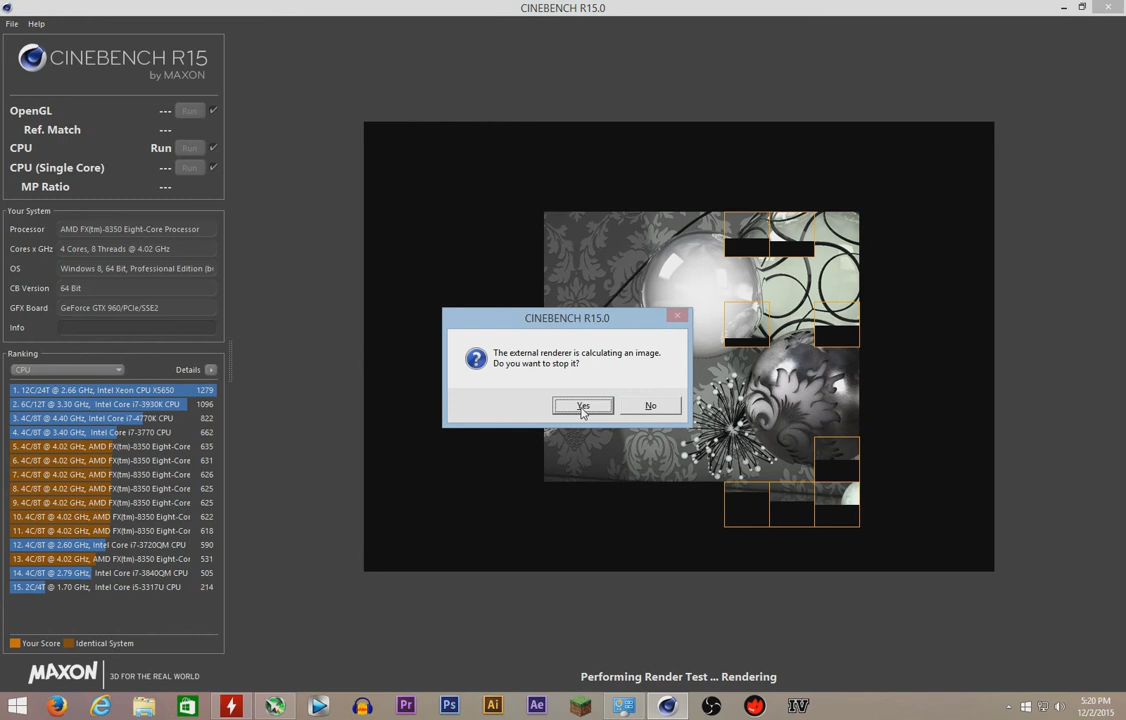 CINEBENCH R15.0
File Help
CINEBENCH R15
by MAXON
OpenGL --- Run
Ref. Match ---
CPU Run Run
CPU (Single Core) --- Run
MP Ratio ---
Your System
Processor AMD FX(tm)-8350 Eight-Core Processor
Cores x GHz 4 Cores, 8 Threads @ 4.02 GHz
OS Windows 8, 64 Bit, Professional Edition (bu
CB Version 64 Bit
GFX Board GeForce GTX 960/PCIe/SSE2
Info
Ranking
CPU Details
1. 12C/24T @ 2.66 GHz, Intel Xeon CPU X5650 1279
2. 6C/12T @ 3.30 GHz, Intel Core i7-3930K CPU 1096
3. 4C/8T @ 4.40 GHz, Intel Core i7-4770K CPU 822
4. 4C/8T @ 3.40 GHz, Intel Core i7-3770 CPU 662
5. 4C/8T @ 4.02 GHz, AMD FX(tm)-8350 Eight-Cor 635
6. 4C/8T @ 4.02 GHz, AMD FX(tm)-8350 Eight-Cor 631
7. 4C/8T @ 4.02 GHz, AMD FX(tm)-8350 Eight-Cor 626
8. 4C/8T @ 4.02 GHz, AMD FX(tm)-8350 Eight-Cor 625
9. 4C/8T @ 4.02 GHz, AMD FX(tm)-8350 Eight-Cor 625
10. 4C/8T @ 4.02 GHz, AMD FX(tm)-8350 Eight-Cor 622
11. 4C/8T @ 4.02 GHz, AMD FX(tm)-8350 Eight-Cor 618
12. 4C/8T @ 2.60 GHz, Intel Core i7-3720QM CPU 590
13. 4C/8T @ 4.02 GHz, AMD FX(tm)-8350 Eight-Cor 531
14. 4C/8T @ 2.79 GHz, Intel Core i7-3840QM CPU 505
15. 2C/4T @ 1.70 GHz, Intel Core i5-3317U CPU 214
Your Score Identical System
MAXON 3D FOR THE REAL WORLD
CINEBENCH R15.0
The external renderer is calculating an image.
Do you want to stop it?
Yes No
Performing Render Test ... Rendering
Pr Ps Ai Ae IV
5:20 PM
12/2/2015